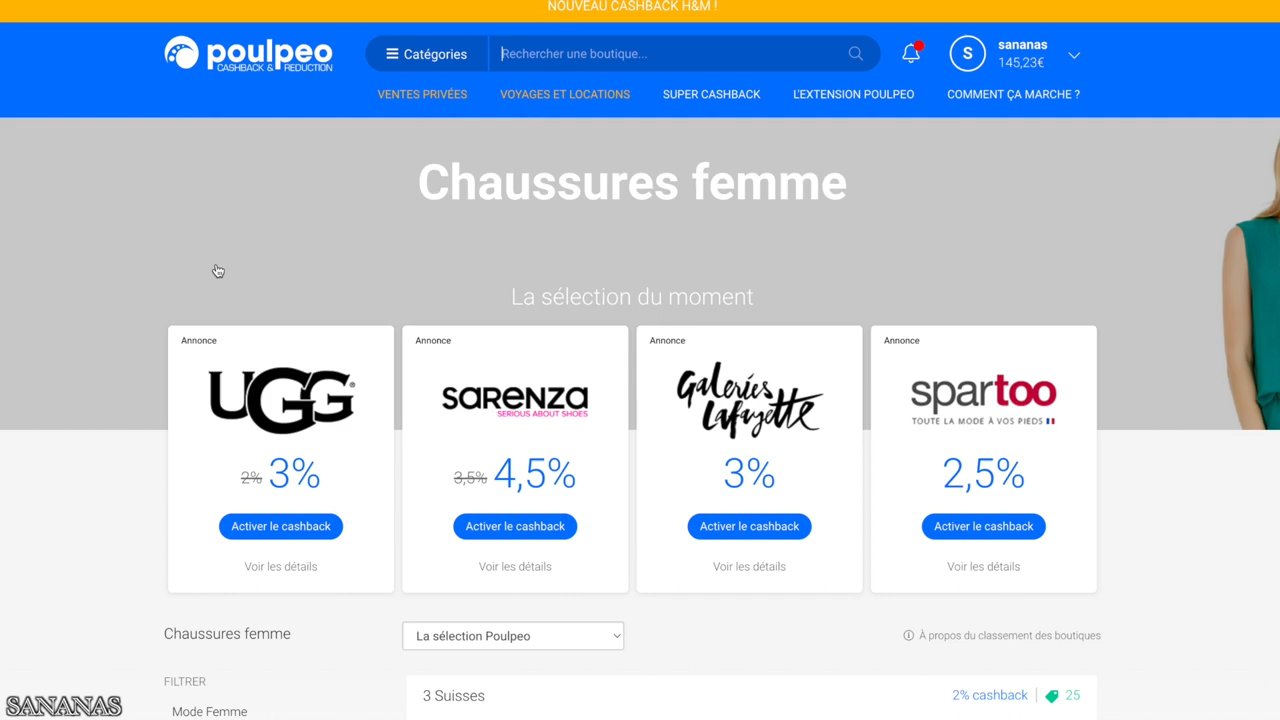 NOUVEAU CASHBACK H&M !
poulpeo
CASHBACK & REDUCTION
Catégories
Rechercher une boutique...
S
sananas
145,23€
VENTES PRIVÉES
VOYAGES ET LOCATIONS
SUPER CASHBACK
L'EXTENSION POULPEO
COMMENT ÇA MARCHE ?
Chaussures femme
La sélection du moment
Annonce
UGG®
2% 3%
Activer le cashback
Voir les détails
Annonce
sarenza
SERIOUS ABOUT SHOES
3,5% 4,5%
Activer le cashback
Voir les détails
Annonce
Galeries
Lafayette
3%
Activer le cashback
Voir les détails
Annonce
spartoo
TOUTE LA MODE À VOS PIEDS
2,5%
Activer le cashback
Voir les détails
Chaussures femme
La sélection Poulpeo
À propos du classement des boutiques
FILTRER
Mode Femme
3 Suisses
2% cashback
25
SANANAS